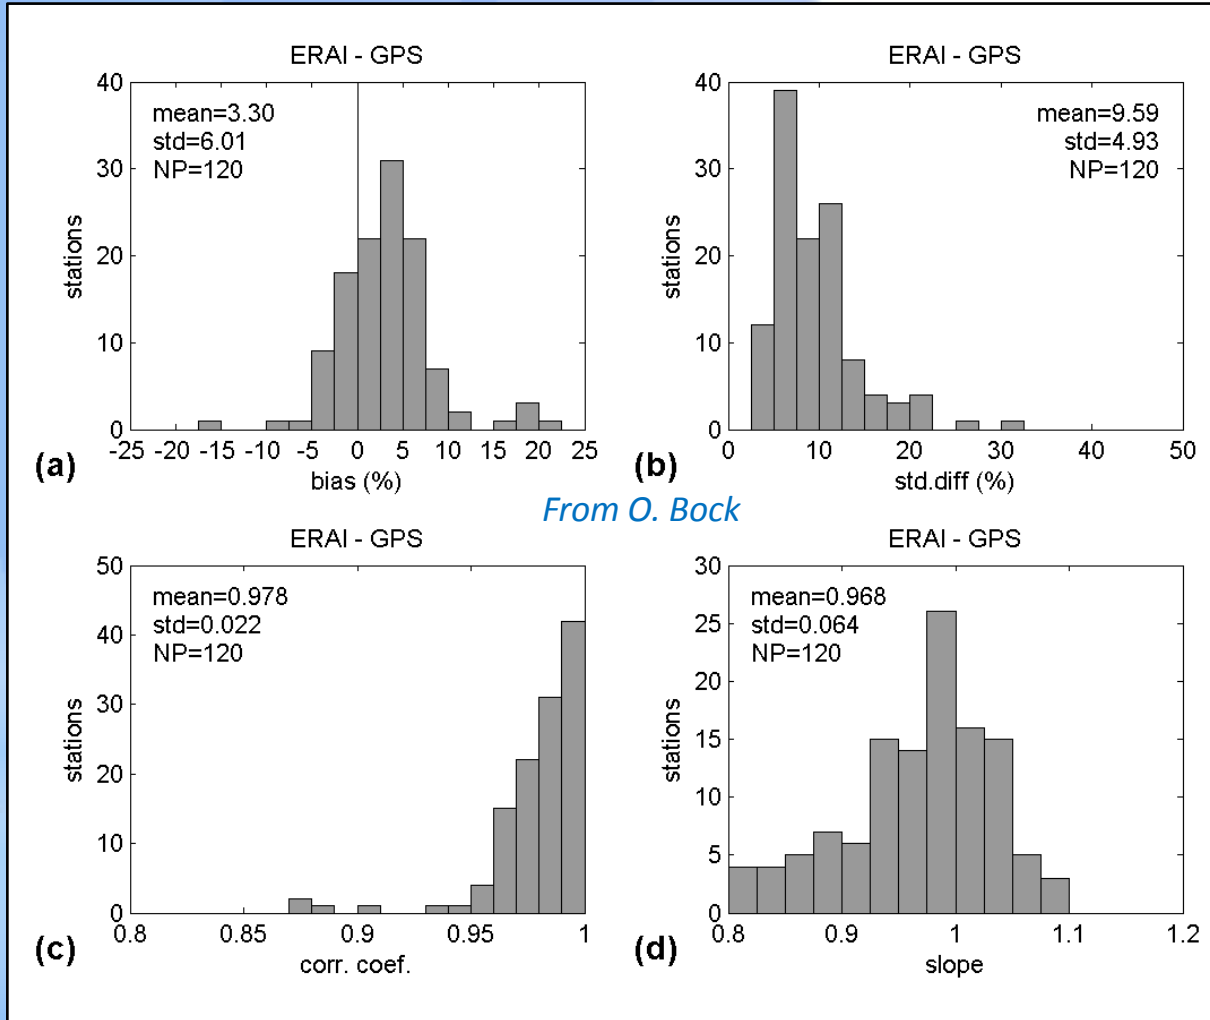 ERAI - GPS
40
30
20
10
0
stations
mean=3.30
std=6.01
NP=120
-25 -20 -15 -10 -5 0 5 10 15 20 25
bias (%)
(a)
ERAI - GPS
40
30
20
10
0
stations
mean=9.59
std=4.93
NP=120
0 10 20 30 40 50
std.diff (%)
(b)
From O. Bock
ERAI - GPS
50
40
30
20
10
0
stations
mean=0.978
std=0.022
NP=120
0.8 0.85 0.9 0.95 1
corr. coef.
(c)
ERAI - GPS
30
25
20
15
10
5
0
stations
mean=0.968
std=0.064
NP=120
0.8 0.9 1 1.1 1.2
slope
(d)